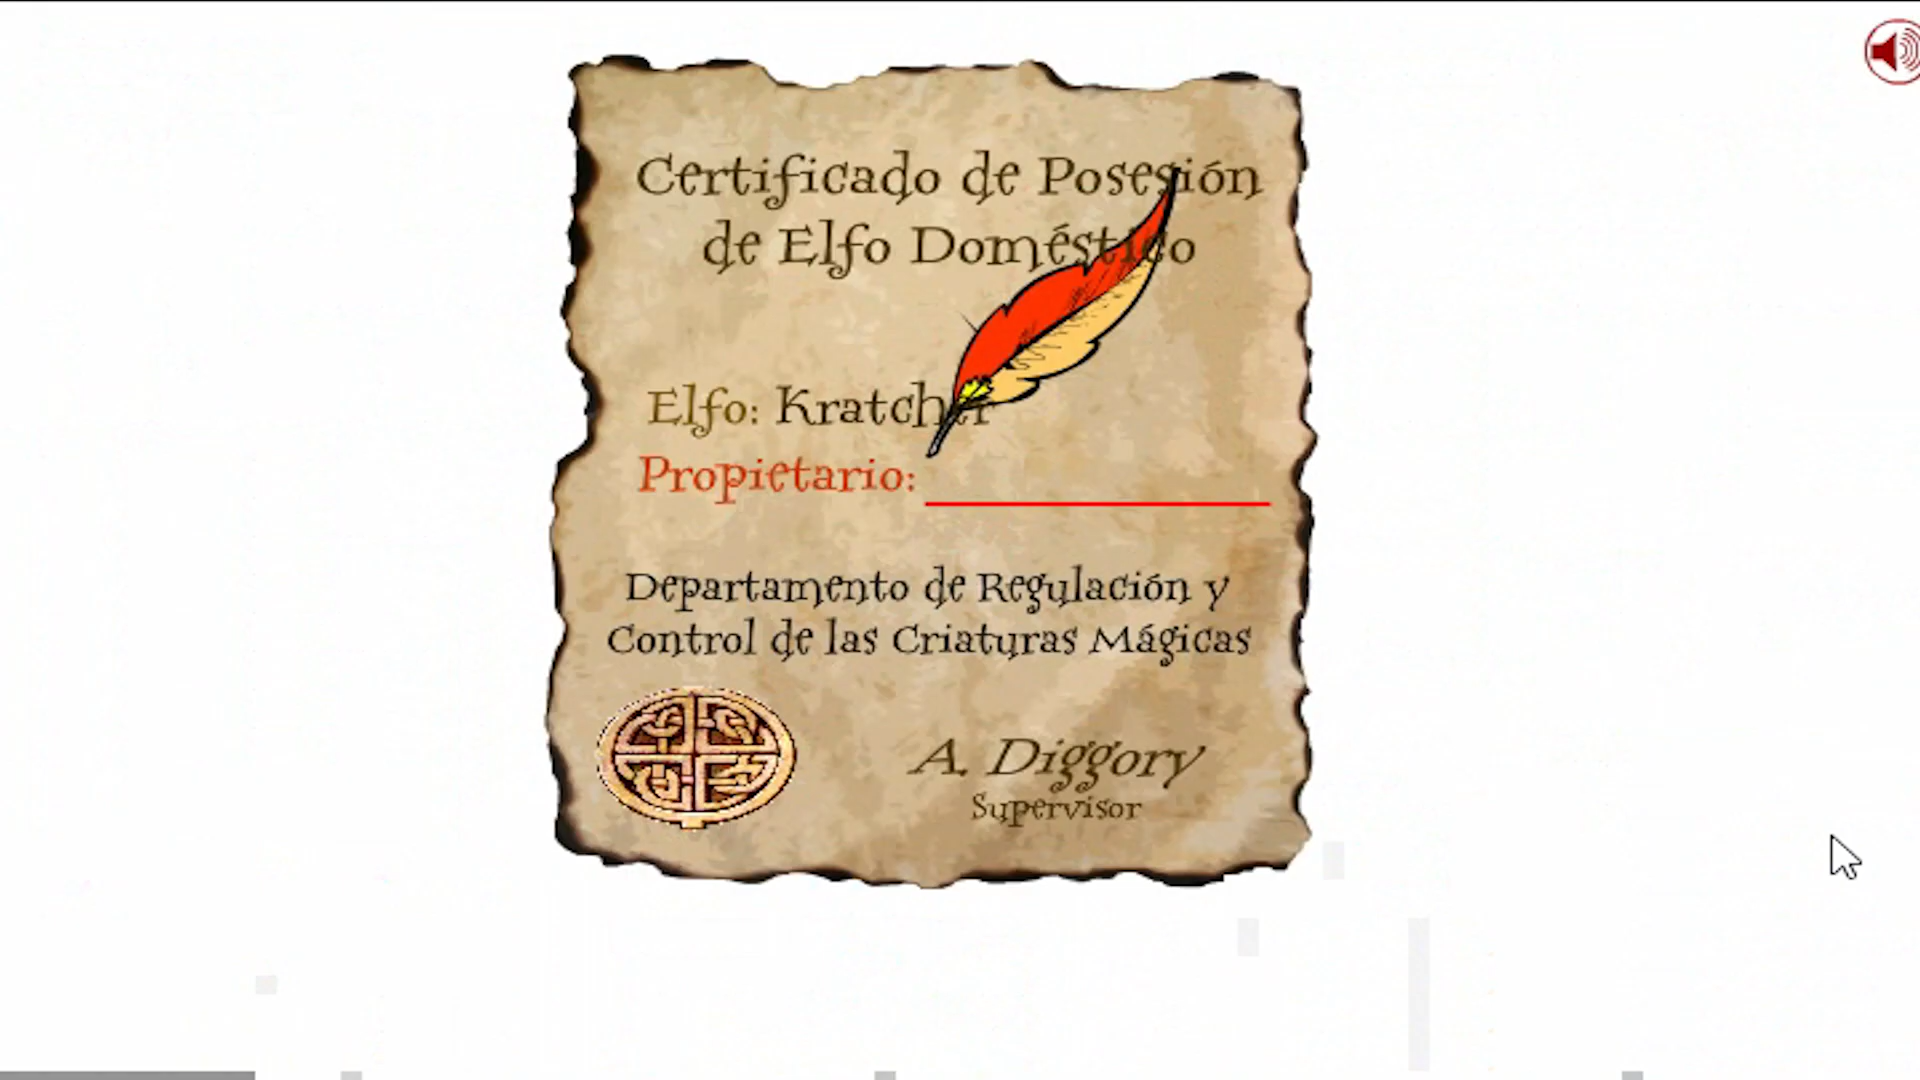 Certificado de Posesión
de Elfo Doméstico
Elfo: Kratcher
Propietario:
Departamento de Regulación y
Control de las Criaturas Mágicas
A. Diggory
Supervisor